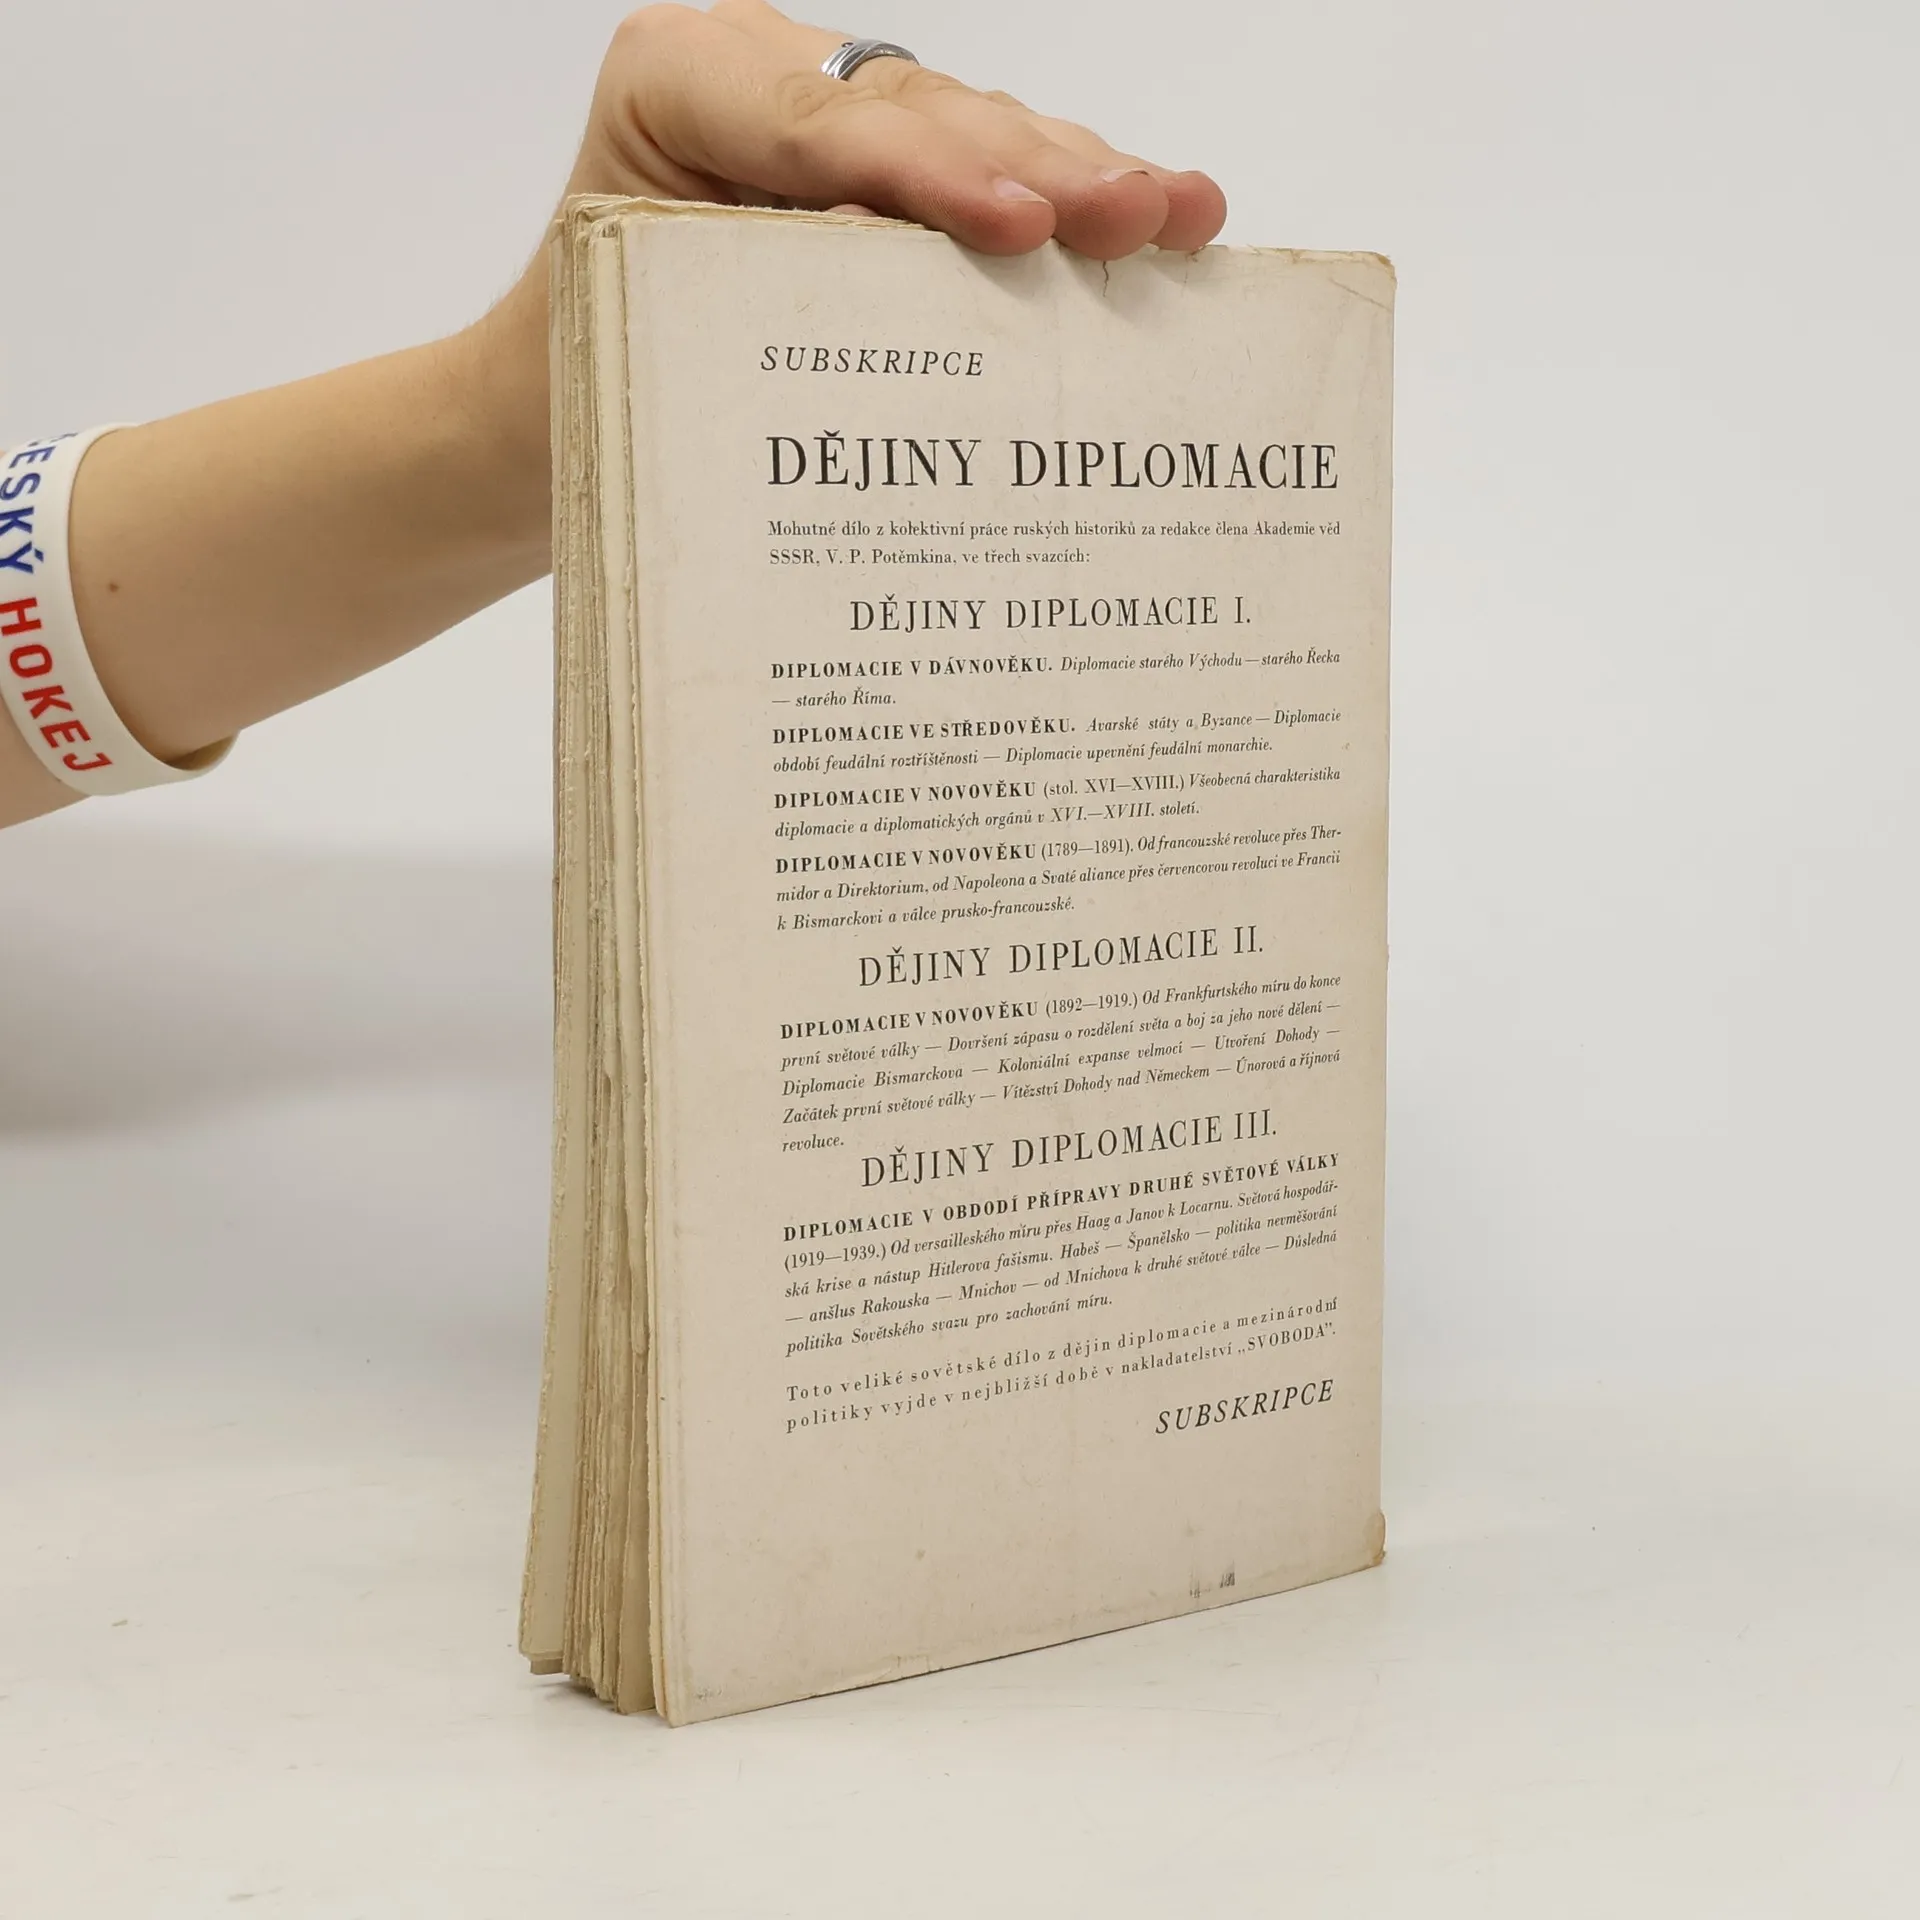 ČESKÝ HOKEJ
SUBSKRIPCE
DĚJINY DIPLOMACIE
Mohutné dílo z kolektivní práce ruských historiků za redakce člena Akademie věd
SSSR, V. P. Potěmkina, ve třech svazcích:
DĚJINY DIPLOMACIE I.
DIPLOMACIE V DÁVNOVĚKU. Diplomacie starého Východu — starého Řecka
— starého Říma.
DIPLOMACIE VE STŘEDOVĚKU. Avarské státy a Byzance — Diplomacie
období feudální roztříštěnosti — Diplomacie upevnění feudální monarchie.
DIPLOMACIE V NOVOVĚKU (stol. XVI—XVIII.) Všeobecná charakteristika
diplomacie a diplomatických orgánů v XVI.—XVIII. století.
DIPLOMACIE V NOVOVĚKU (1789—1891). Od francouzské revoluce přes Ther-
midor a Direktorium, od Napoleona a Svaté aliance přes červencovou revoluci ve Francii
k Bismarckovi a válce prusko-francouzské.
DĚJINY DIPLOMACIE II.
DIPLOMACIE V NOVOVĚKU (1892—1919.) Od Frankfurtského míru do konce
první světové války — Dovršení zápasu o rozdělení světa a boj za jeho nové dělení —
Diplomacie Bismarckova — Koloniální expanse velmocí — Utvoření Dohody —
Začátek první světové války — Vítězství Dohody nad Německem — Únorová a říjnová
revoluce.
DĚJINY DIPLOMACIE III.
DIPLOMACIE V OBDODÍ PŘÍPRAVY DRUHÉ SVĚTOVÉ VÁLKY
(1919—1939.) Od versailleského míru přes Haag a Janov k Locarnu. Světová hospodář-
ská krise a nástup Hitlerova fašismu. Habeš — Španělsko — politika nevměšování
— anšlus Rakouska — Mnichov — od Mnichova k druhé světové válce — Důsledná
politika Sovětského svazu pro zachování míru.
Toto veliké sovětské dílo z dějin diplomacie a mezinárodní
politiky vyjde v nejbližší době v nakladatelství „SVOBODA".
SUBSKRIPCE